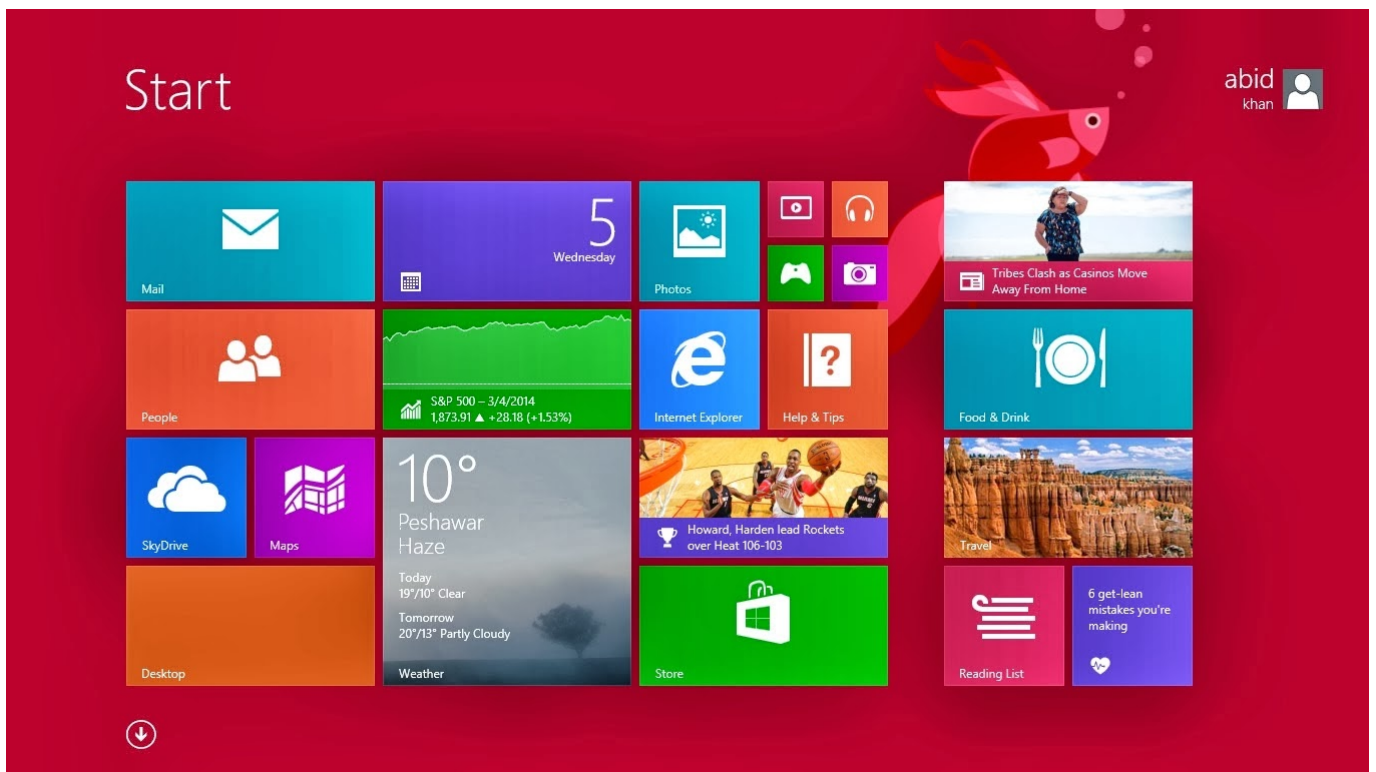 Start
abid
khan
Mail
5
Wednesday
Photos
Tribes Clash as Casinos Move
Away From Home
People
S&P 500 – 3/4/2014
1,873.91 ▲ +28.18 (+1.53%)
Internet Explorer
Help & Tips
Food & Drink
SkyDrive
Maps
10°
Peshawar
Haze
Today
19°/10° Clear
Tomorrow
20°/13° Partly Cloudy
Weather
Howard, Harden lead Rockets
over Heat 106-103
Travel
Desktop
Store
Reading List
6 get-lean
mistakes you're
making